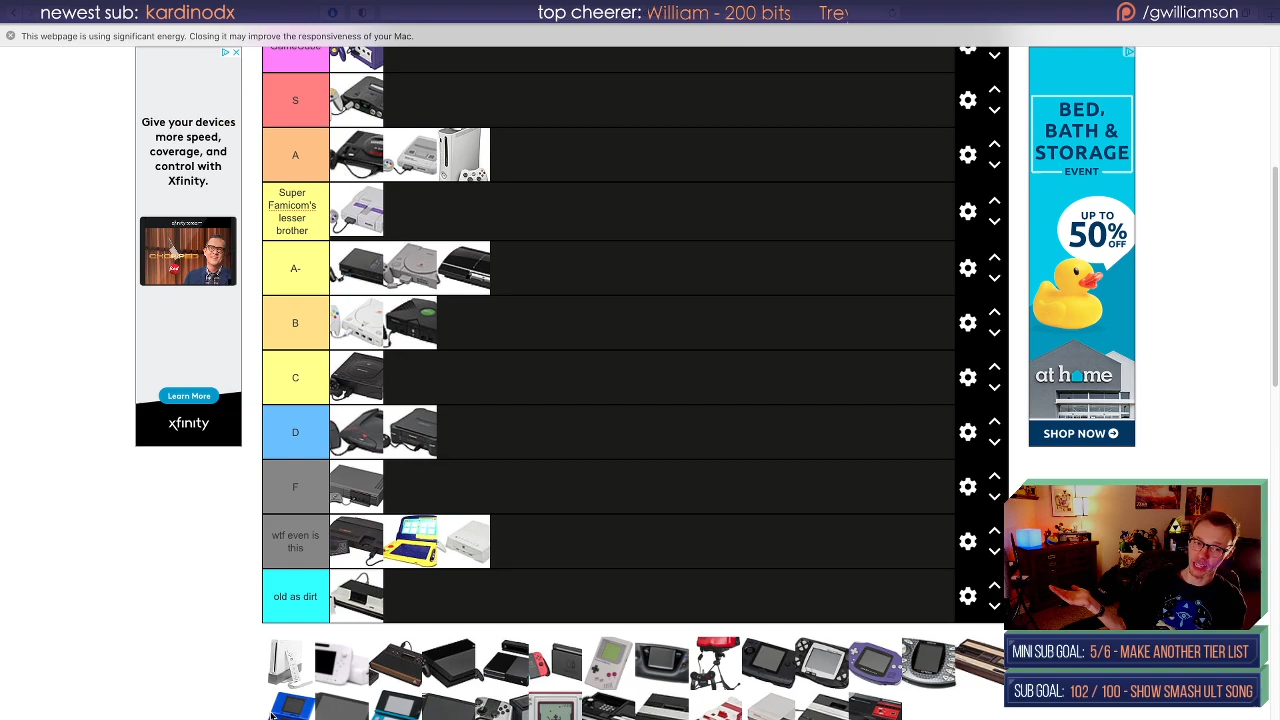 newest sub: kardinodx
top cheerer: William - 200 bits
/gwilliamson
This webpage is using significant energy. Closing it may improve the responsiveness of your Mac.
Give your devices
more speed,
coverage, and
control with
Xfinity.
CHOPPED
Learn More
xfinity
GameCube
S
A
Super
Famicom's
lesser
brother
A-
B
C
D
F
wtf even is
this
old as dirt
BED,
BATH &
STORAGE
EVENT
UP TO
50%
OFF
at home
SHOP NOW
MINI SUB GOAL: 5/6 - MAKE ANOTHER TIER LIST
SUB GOAL: 102 / 100 - SHOW SMASH ULT SONG